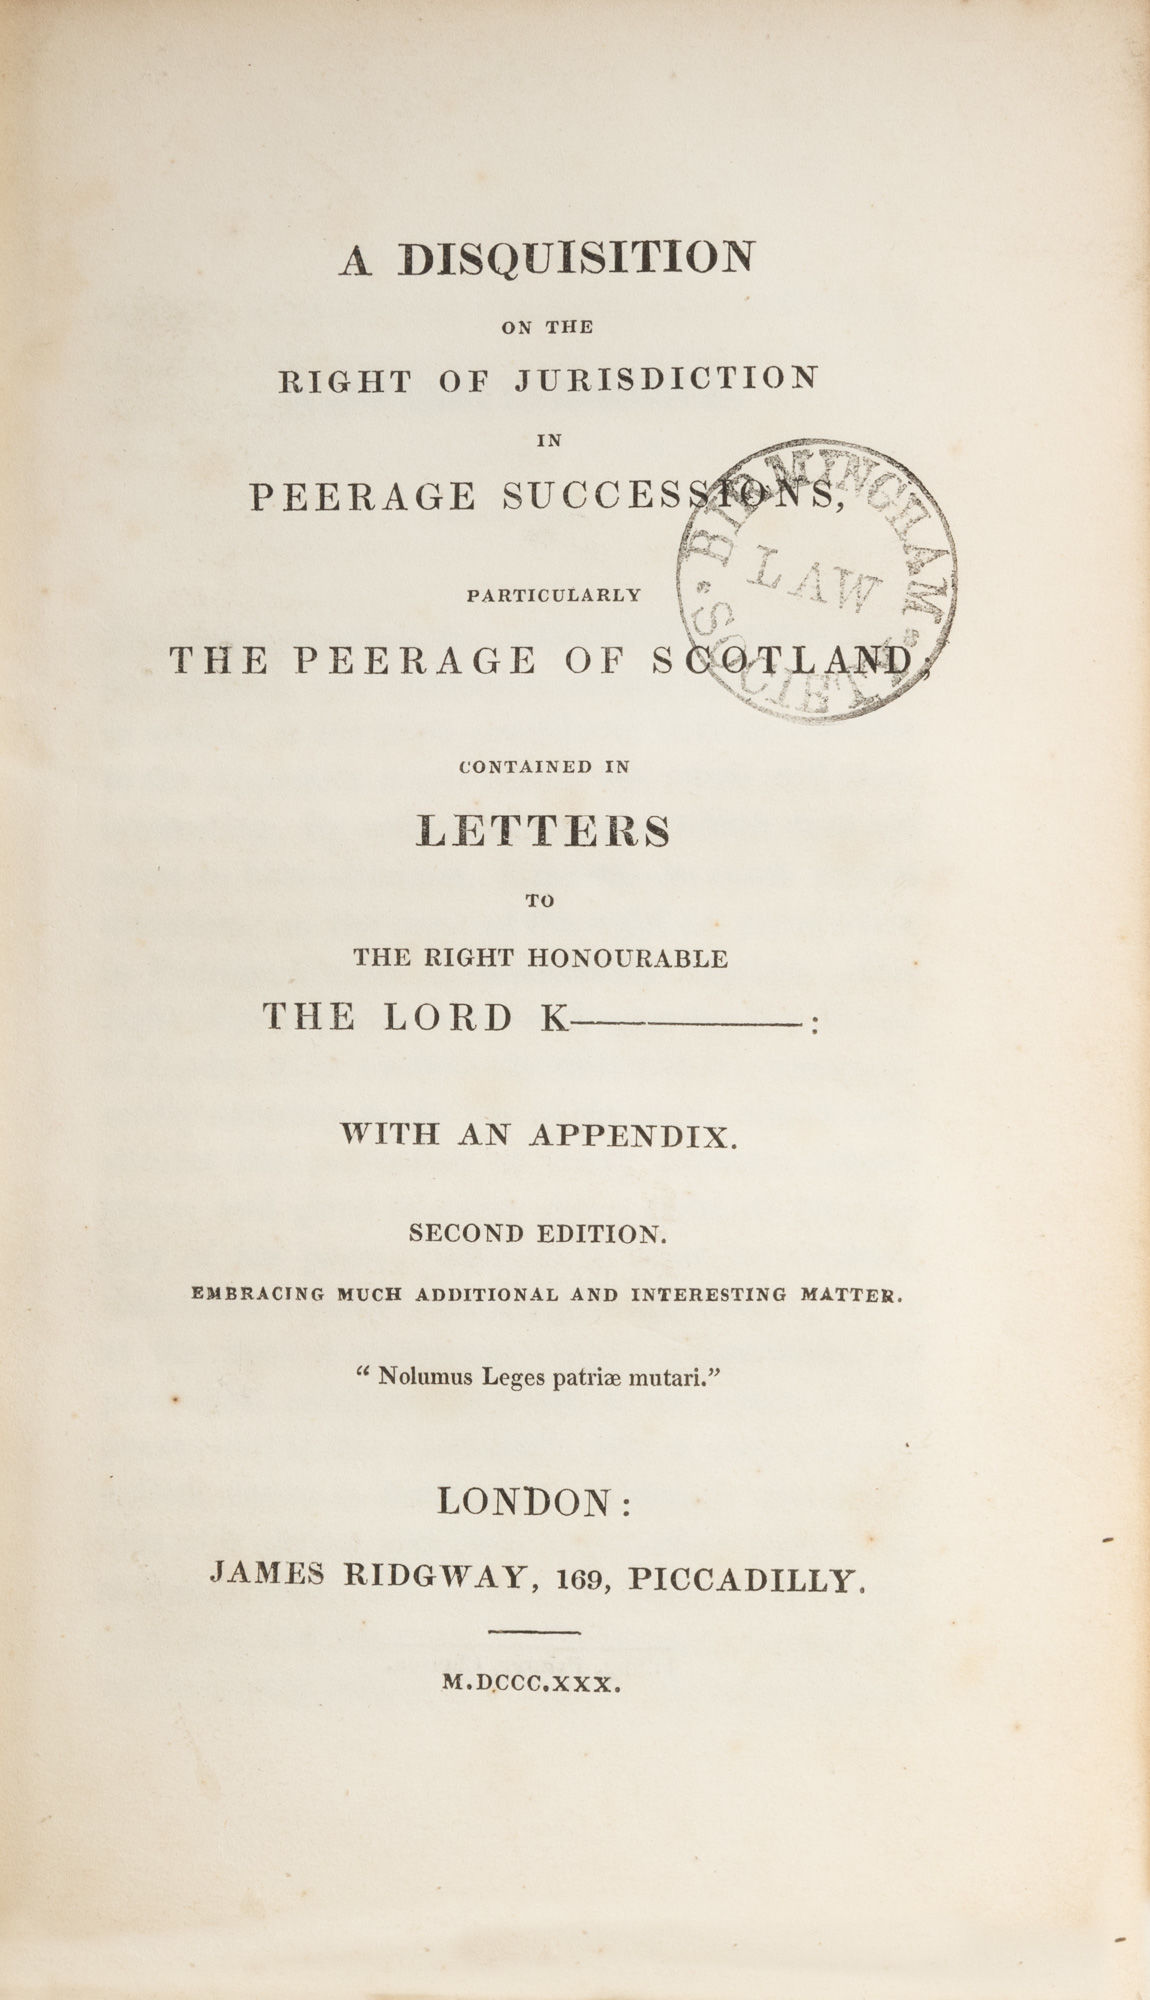 A DISQUISITION
ON THE
RIGHT OF JURISDICTION
IN
PEERAGE SUCCESSIONS,
BIRMINGHAM
LAW
SOCIETY
PARTICULARLY
THE PEERAGE OF SCOTLAND;
CONTAINED IN
LETTERS
TO
THE RIGHT HONOURABLE
THE LORD K————:
WITH AN APPENDIX.
SECOND EDITION.
EMBRACING MUCH ADDITIONAL AND INTERESTING MATTER.
“ Nolumus Leges patriæ mutari.”
LONDON:
JAMES RIDGWAY, 169, PICCADILLY.
M.DCCC.XXX.